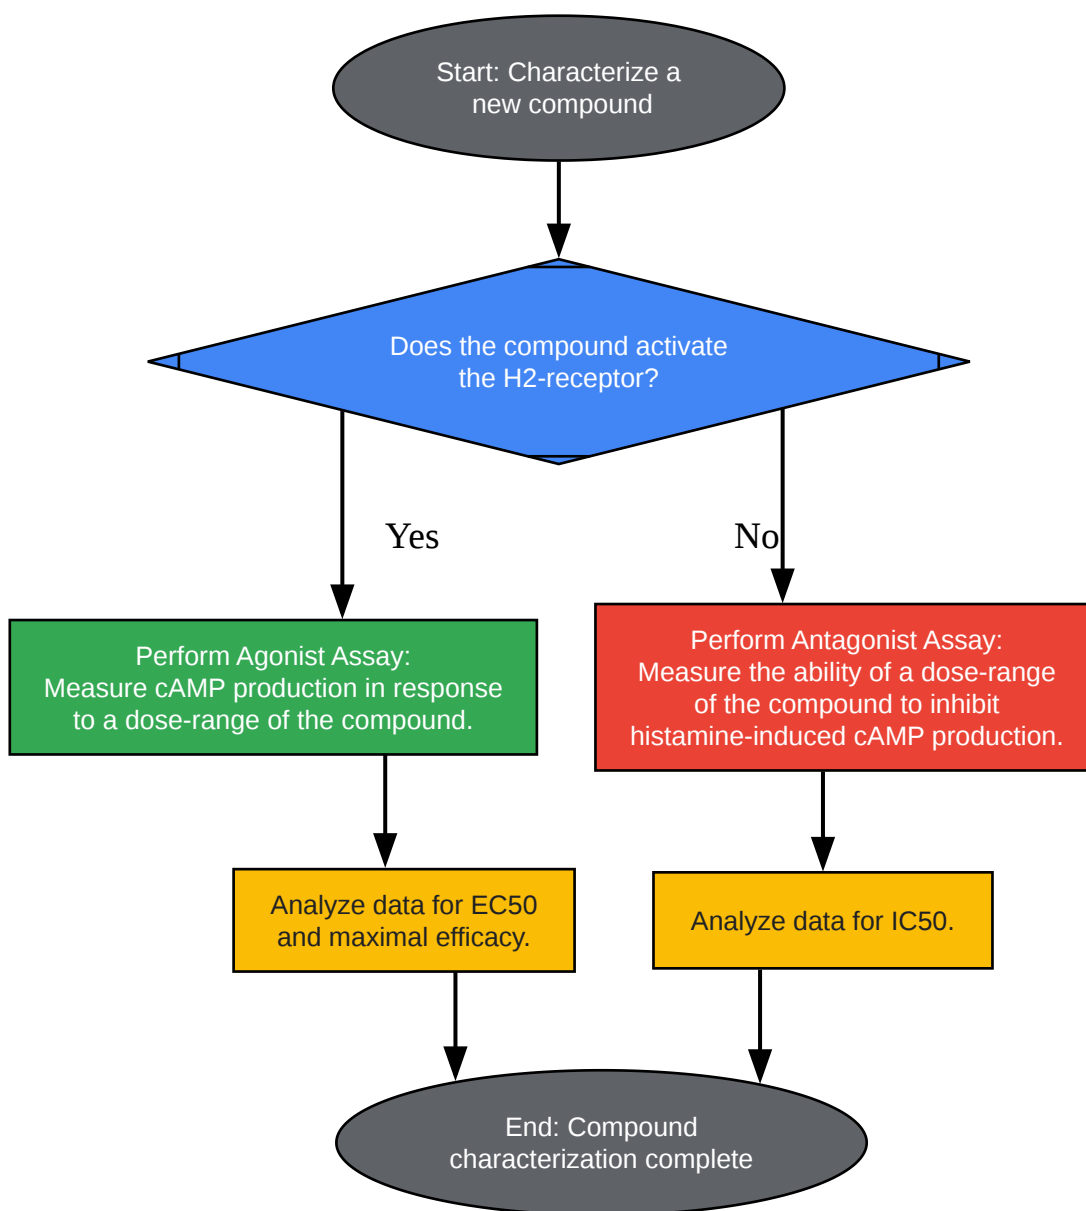 Start: Characterize a
new compound
Does the compound activate
the H2-receptor?
Yes
No
Perform Agonist Assay:
Measure cAMP production in response
to a dose-range of the compound.
Perform Antagonist Assay:
Measure the ability of a dose-range
of the compound to inhibit
histamine-induced cAMP production.
Analyze data for EC50
and maximal efficacy.
Analyze data for IC50.
End: Compound
characterization complete